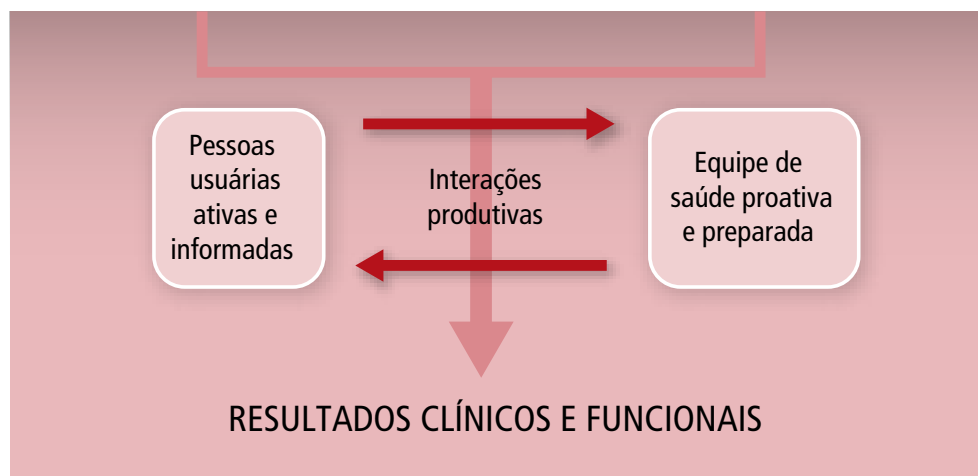 Pessoas
usuárias
ativas e
informadas
Interações
produtivas
Equipe de
saúde proativa
e preparada
RESULTADOS CLÍNICOS E FUNCIONAIS